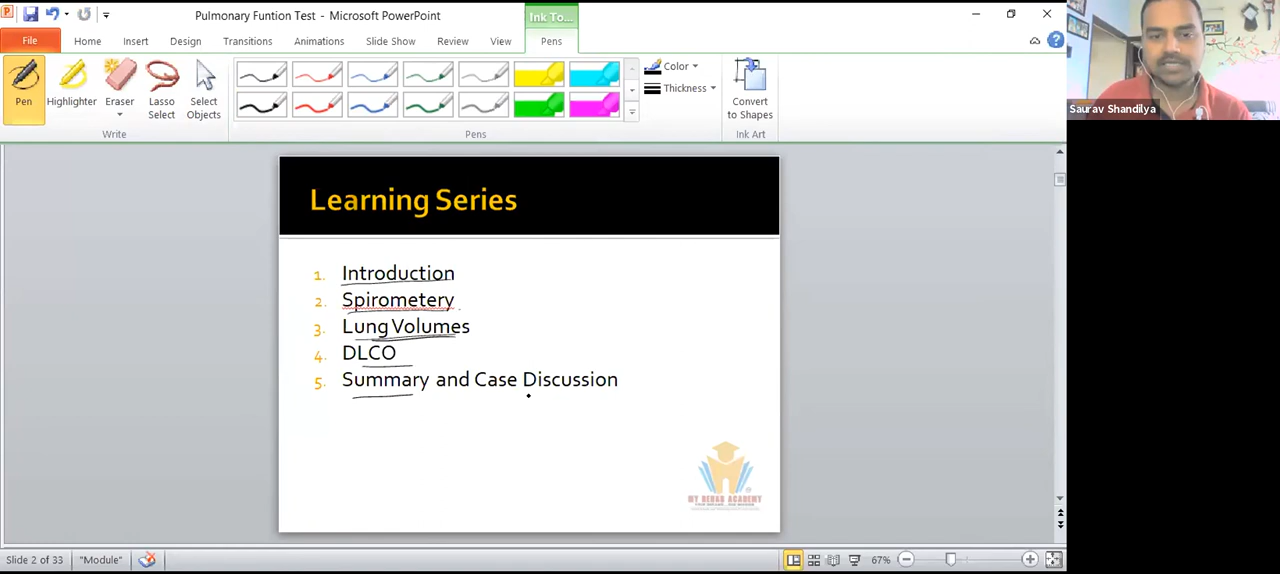 Pulmonary Funtion Test - Microsoft PowerPoint
Ink To...
File
Home
Insert
Design
Transitions
Animations
Slide Show
Review
View
Pens
Pen
Highlighter
Eraser
Lasso
Select
Select
Objects
Color
Thickness
Convert
to Shapes
Write
Pens
Ink Art
Saurav Shandilya
Learning Series
1. Introduction
2. Spirometery
3. Lung Volumes
4. DLCO
5. Summary and Case Discussion
MY REHAB ACADEMY
Slide 2 of 33
"Module"
67%